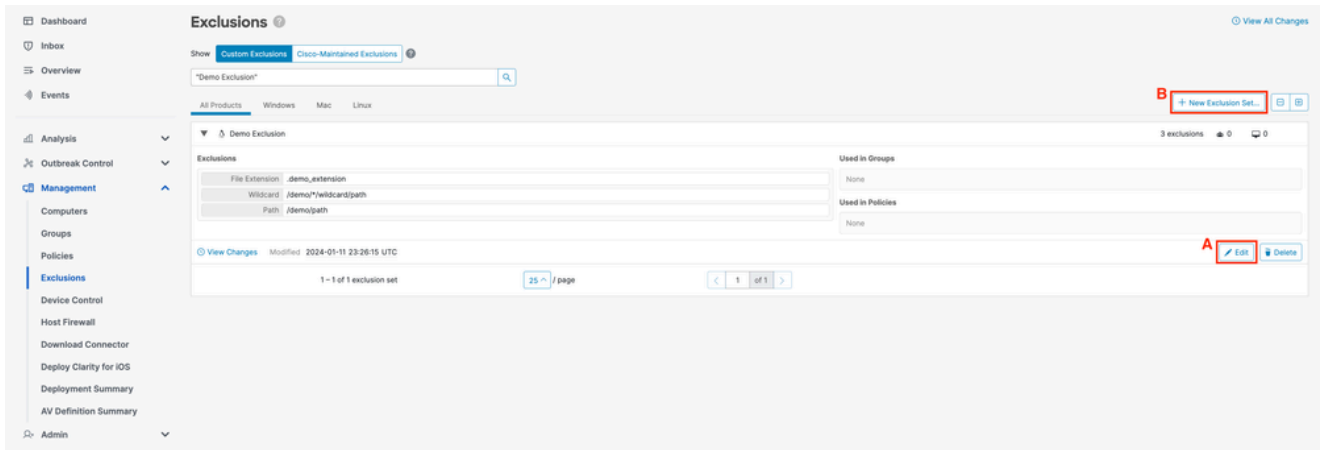 Dashboard
Inbox
Overview
Events
Analysis
Outbreak Control
Management
Computers
Groups
Policies
Exclusions
Device Control
Host Firewall
Download Connector
Deploy Clarity for iOS
Deployment Summary
AV Definition Summary
Admin
Exclusions ?
View All Changes
Show Custom Exclusions Cisco-Maintained Exclusions ?
"Demo Exclusion"
All Products Windows Mac Linux
B + New Exclusion Set...
Demo Exclusion 3 exclusions 0 0
Exclusions
File Extension .demo_extension
Wildcard /demo/*/wildcard/path
Path /demo/path
Used in Groups
None
Used in Policies
None
View Changes Modified 2024-01-11 23:26:15 UTC
A Edit Delete
1 – 1 of 1 exclusion set 25 / page < 1 of 1 >